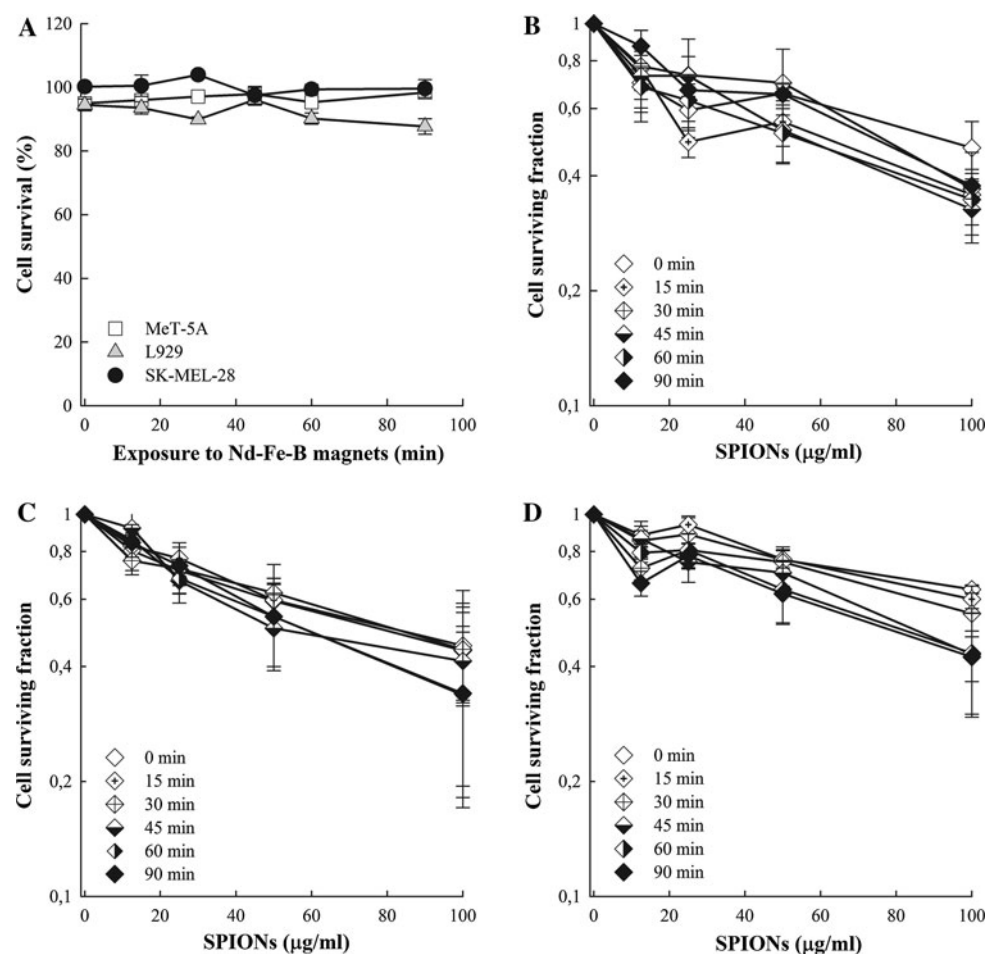 A
120
100
80
60
40
20
0
Cell survival (%)
MeT-5A
L929
SK-MEL-28
0 20 40 60 80 100
Exposure to Nd-Fe-B magnets (min)
B
1
0,8
0,6
0,4
0,2
0,1
Cell surviving fraction
0 min
15 min
30 min
45 min
60 min
90 min
0 20 40 60 80 100
SPIONs (µg/ml)
C
1
0,8
0,6
0,4
0,2
0,1
Cell surviving fraction
0 min
15 min
30 min
45 min
60 min
90 min
0 20 40 60 80 100
SPIONs (µg/ml)
D
1
0,8
0,6
0,4
0,2
0,1
Cell surviving fraction
0 min
15 min
30 min
45 min
60 min
90 min
0 20 40 60 80 100
SPIONs (µg/ml)